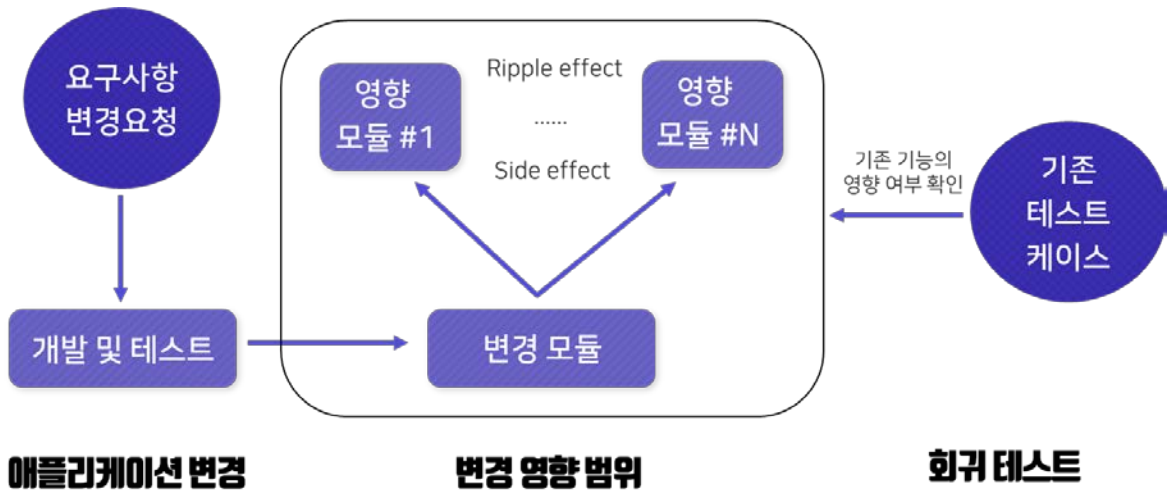 요구사항
변경요청
개발 및 테스트
애플리케이션 변경
영향
모듈 #1
Ripple effect
......
Side effect
영향
모듈 #N
변경 모듈
변경 영향 범위
기존 기능의
영향 여부 확인
기존
테스트
케이스
회귀 테스트